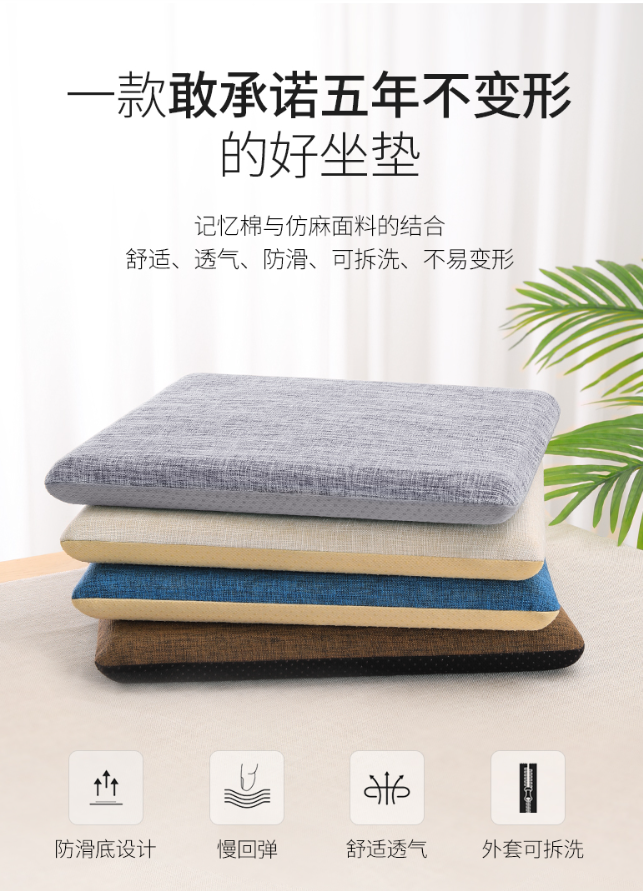 一款敢承诺五年不变形
的好坐垫
记忆棉与仿麻面料的结合
舒适、透气、防滑、可拆洗、不易变形
防滑底设计
慢回弹
舒适透气
外套可拆洗